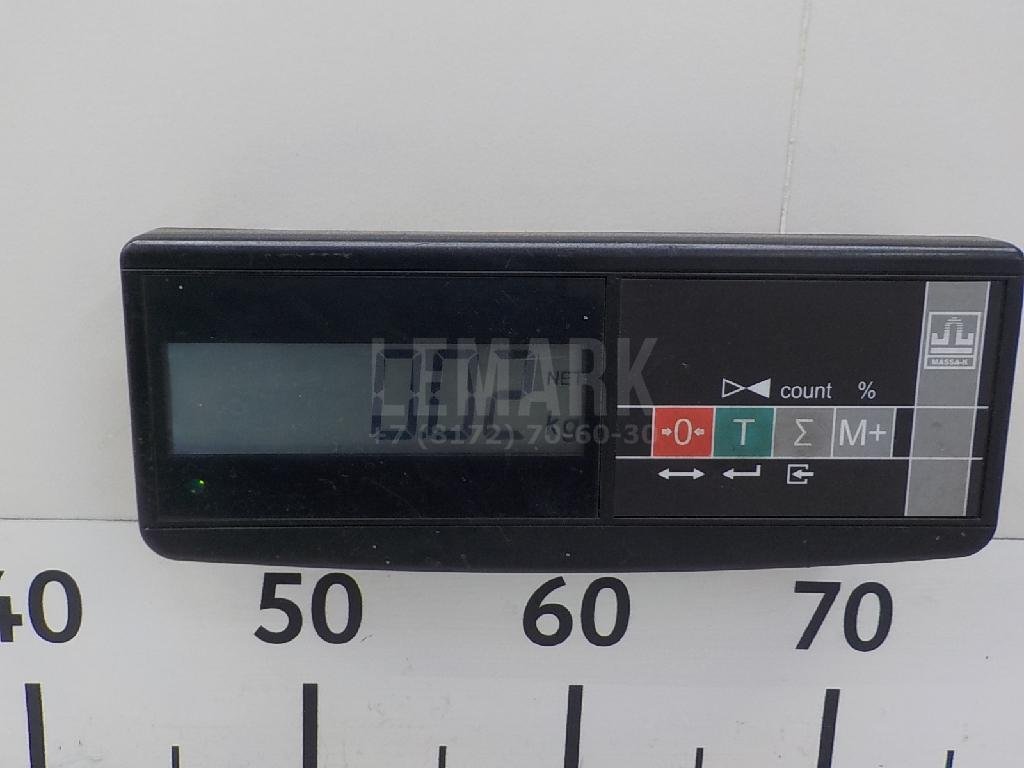 LEMARK
+7 (8172) 70-60-30
NET
kg
MASSA-K
count %
→0← T Σ M+
40 50 60 70